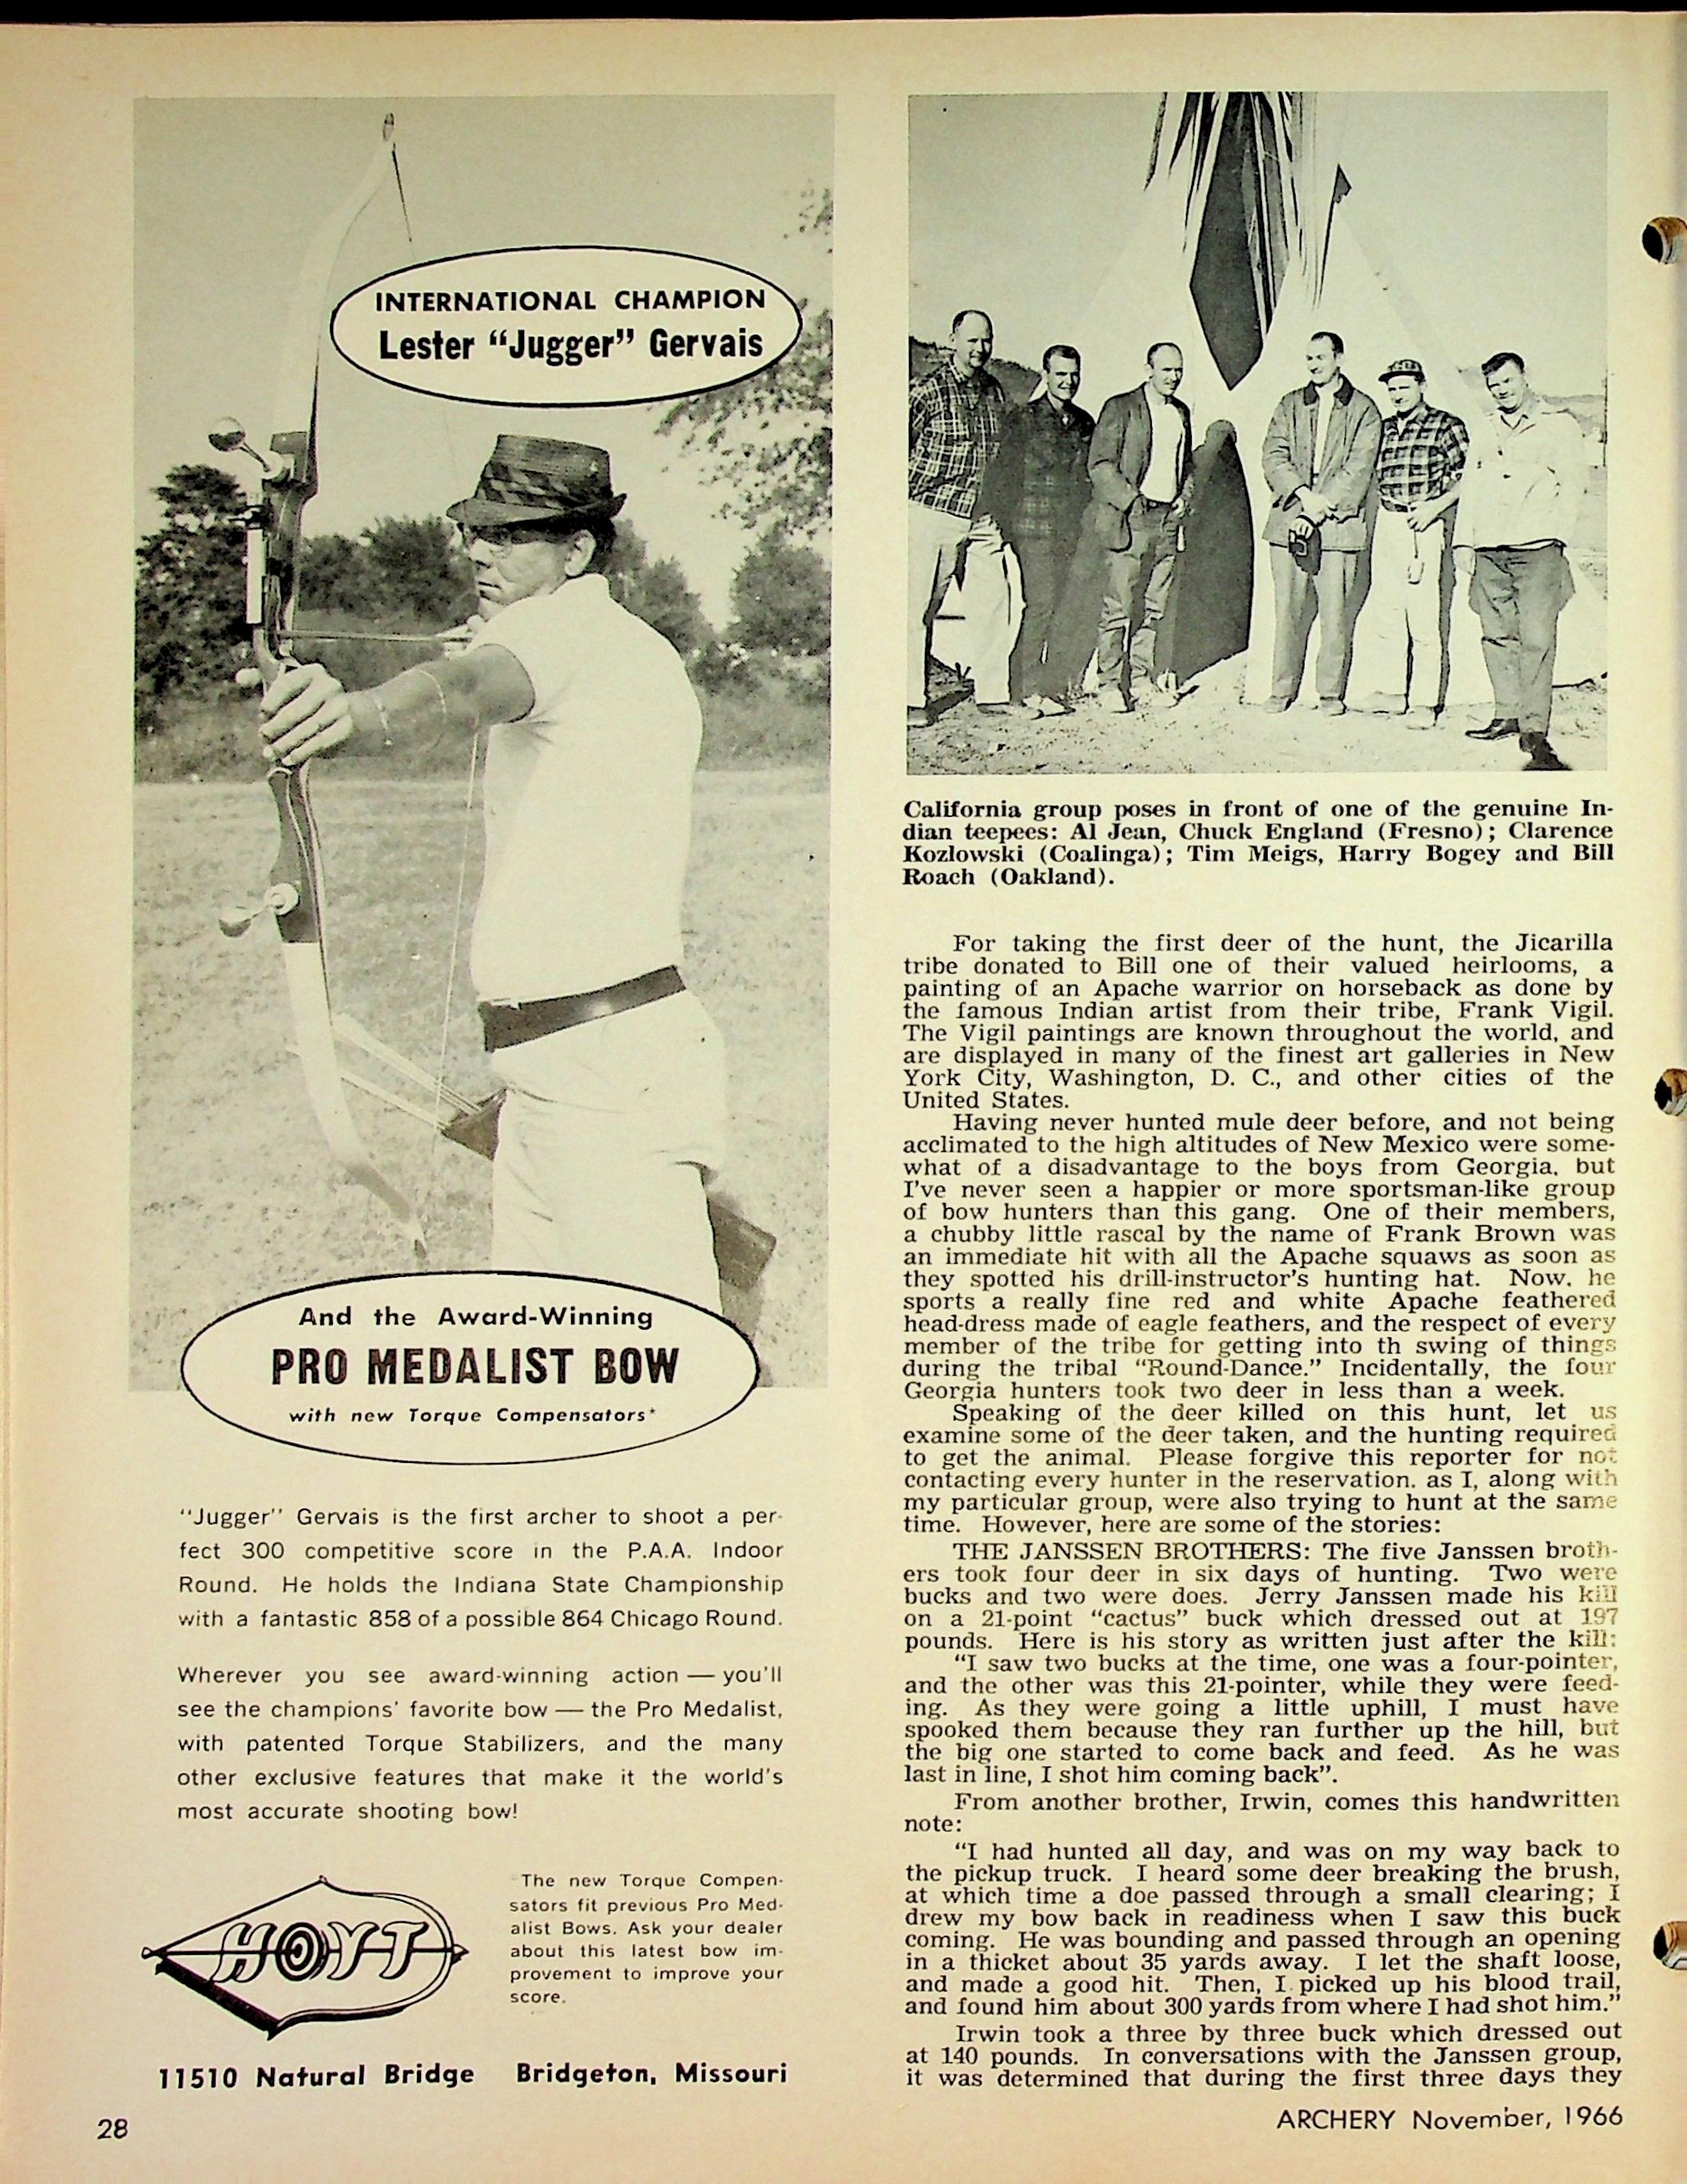 INTERNATIONAL CHAMPION
Lester "Jugger" Gervais
And the Award-Winning
PRO MEDALIST BOW
with new Torque Compensators*
"Jugger" Gervais is the first archer to shoot a per-
fect 300 competitive score in the P.A.A. Indoor
Round. He holds the Indiana State Championship
with a fantastic 858 of a possible 864 Chicago Round.
Wherever you see award-winning action — you'll
see the champions' favorite bow — the Pro Medalist,
with patented Torque Stabilizers, and the many
other exclusive features that make it the world's
most accurate shooting bow!
HOYT
The new Torque Compen-
sators fit previous Pro Med-
alist Bows. Ask your dealer
about this latest bow im-
provement to improve your
score.
11510 Natural Bridge Bridgeton, Missouri
28
California group poses in front of one of the genuine In-
dian teepees: Al Jean, Chuck England (Fresno); Clarence
Kozlowski (Coalinga); Tim Meigs, Harry Bogey and Bill
Roach (Oakland).
For taking the first deer of the hunt, the Jicarilla
tribe donated to Bill one of their valued heirlooms, a
painting of an Apache warrior on horseback as done by
the famous Indian artist from their tribe, Frank Vigil.
The Vigil paintings are known throughout the world, and
are displayed in many of the finest art galleries in New
York City, Washington, D. C., and other cities of the
United States.
Having never hunted mule deer before, and not being
acclimated to the high altitudes of New Mexico were some-
what of a disadvantage to the boys from Georgia, but
I've never seen a happier or more sportsman-like group
of bow hunters than this gang. One of their members,
a chubby little rascal by the name of Frank Brown was
an immediate hit with all the Apache squaws as soon as
they spotted his drill-instructor's hunting hat. Now, he
sports a really fine red and white Apache feathered
head-dress made of eagle feathers, and the respect of every
member of the tribe for getting into th swing of things
during the tribal "Round-Dance." Incidentally, the four
Georgia hunters took two deer in less than a week.
Speaking of the deer killed on this hunt, let us
examine some of the deer taken, and the hunting required
to get the animal. Please forgive this reporter for not
contacting every hunter in the reservation. as I, along with
my particular group, were also trying to hunt at the same
time. However, here are some of the stories:
THE JANSSEN BROTHERS: The five Janssen broth-
ers took four deer in six days of hunting. Two were
bucks and two were does. Jerry Janssen made his kill
on a 21-point "cactus" buck which dressed out at 197
pounds. Here is his story as written just after the kill:
"I saw two bucks at the time, one was a four-pointer,
and the other was this 21-pointer, while they were feed-
ing. As they were going a little uphill, I must have
spooked them because they ran further up the hill, but
the big one started to come back and feed. As he was
last in line, I shot him coming back".
From another brother, Irwin, comes this handwritten
note:
"I had hunted all day, and was on my way back to
the pickup truck. I heard some deer breaking the brush,
at which time a doe passed through a small clearing; I
drew my bow back in readiness when I saw this buck
coming. He was bounding and passed through an opening
in a thicket about 35 yards away. I let the shaft loose,
and made a good hit. Then, I picked up his blood trail,
and found him about 300 yards from where I had shot him."
Irwin took a three by three buck which dressed out
at 140 pounds. In conversations with the Janssen group,
it was determined that during the first three days they
ARCHERY November, 1966